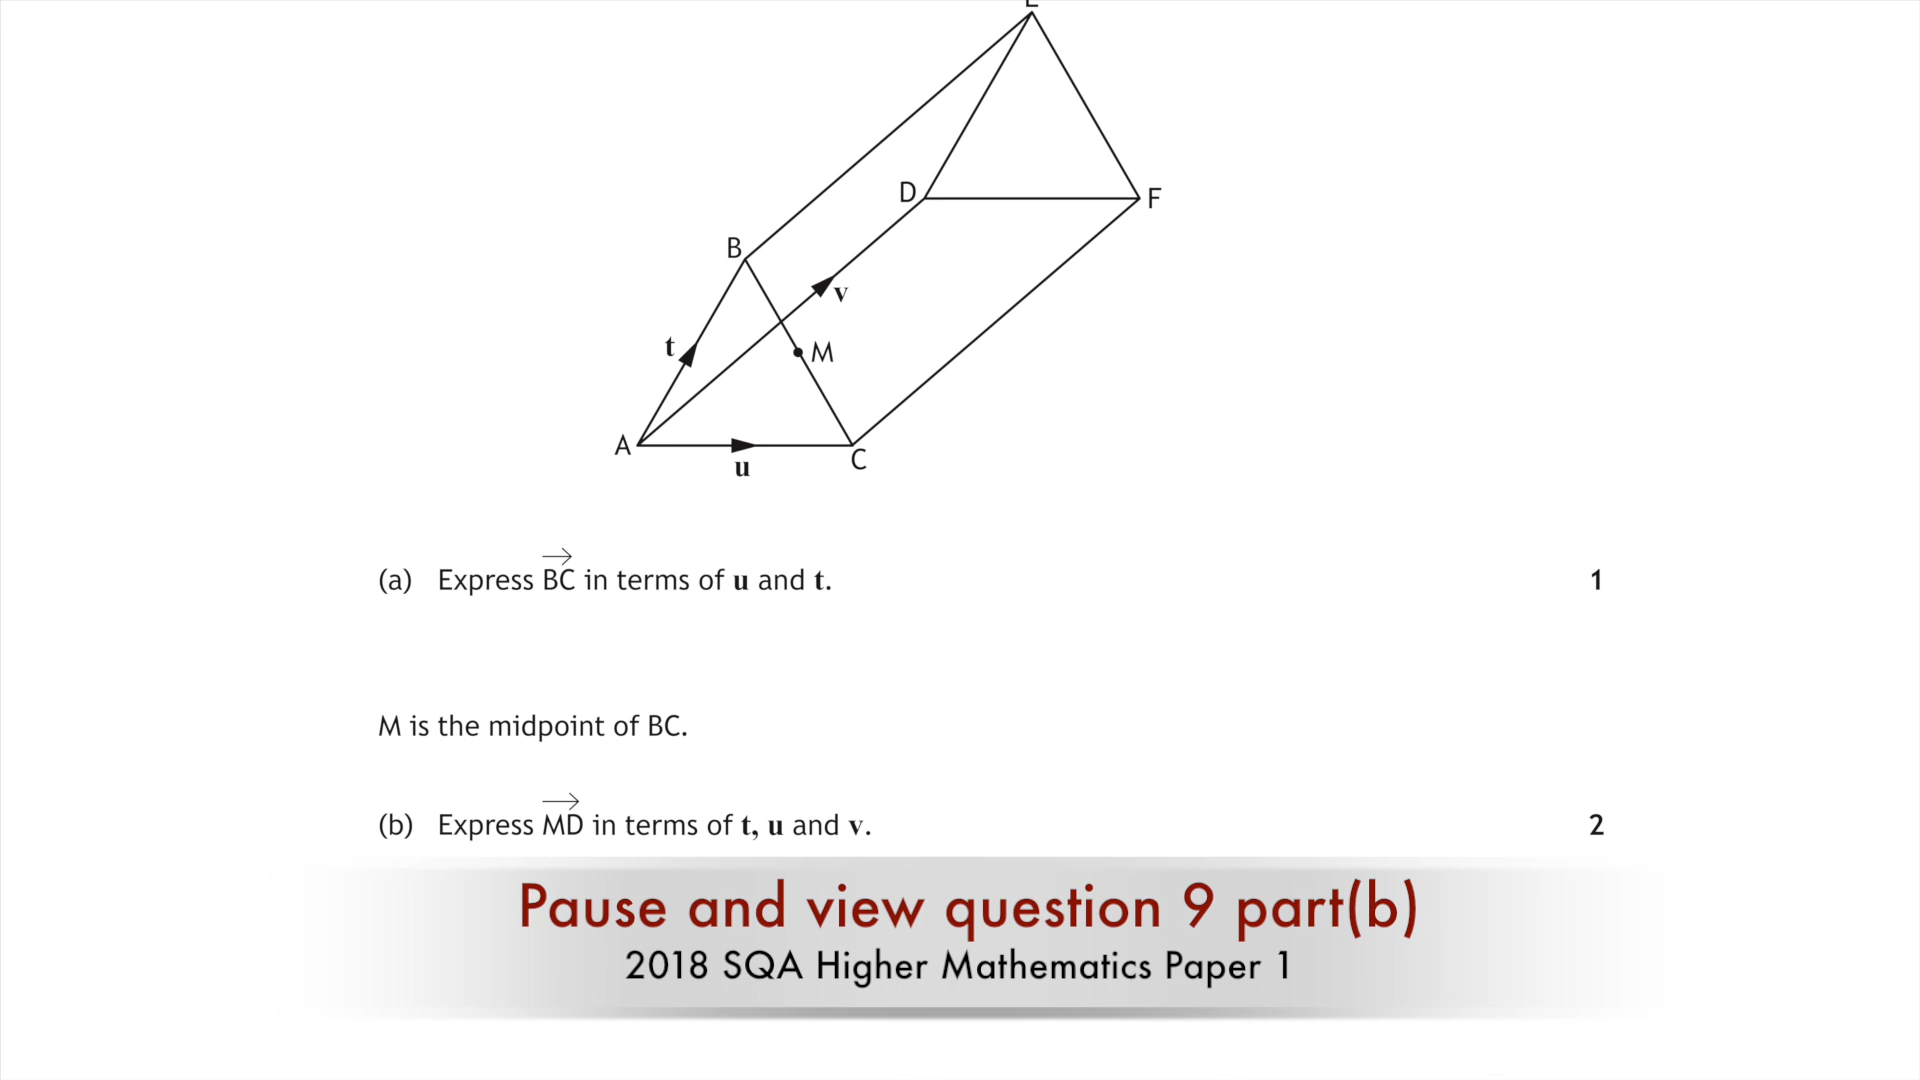 E
D
F
B
v
t
M
A
C
u
(a) Express BC in terms of u and t. 1
M is the midpoint of BC.
(b) Express MD in terms of t, u and v. 2
Pause and view question 9 part(b)
2018 SQA Higher Mathematics Paper 1